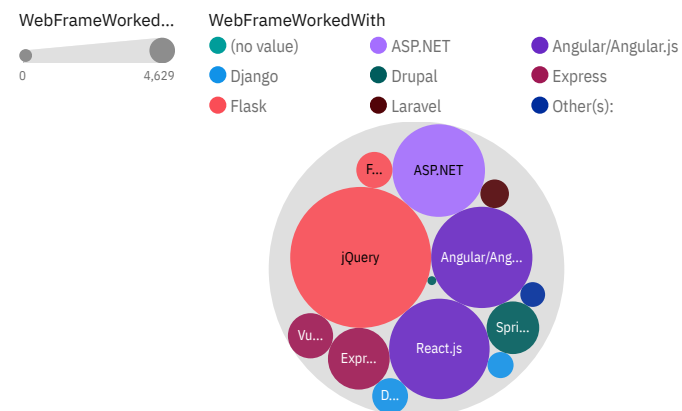 WebFrameWorked...
0
4,629
WebFrameWorkedWith
(no value)
ASP.NET
Angular/Angular.js
Django
Drupal
Express
Flask
Laravel
Other(s):
F...
ASP.NET
jQuery
Angular/Ang...
Vu...
Expr...
React.js
Spri...
D...